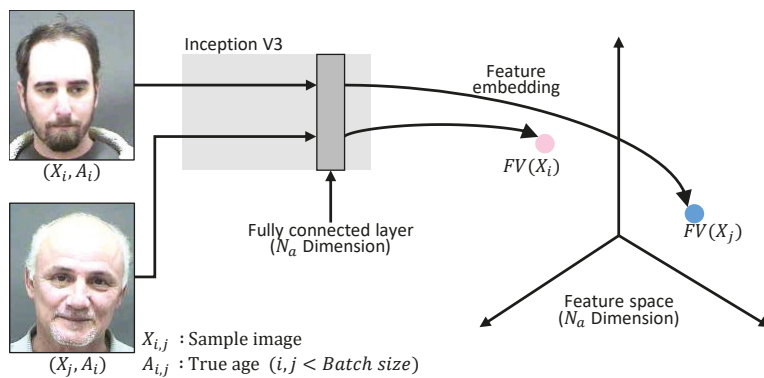 Inception V3
Feature
embedding
(X_i, A_i)
FV(X_i)
FV(X_j)
Fully connected layer
(N_a Dimension)
Feature space
(N_a Dimension)
X_{i,j} : Sample image
(X_j, A_i)
A_{i,j} : True age (i, j < Batch size)